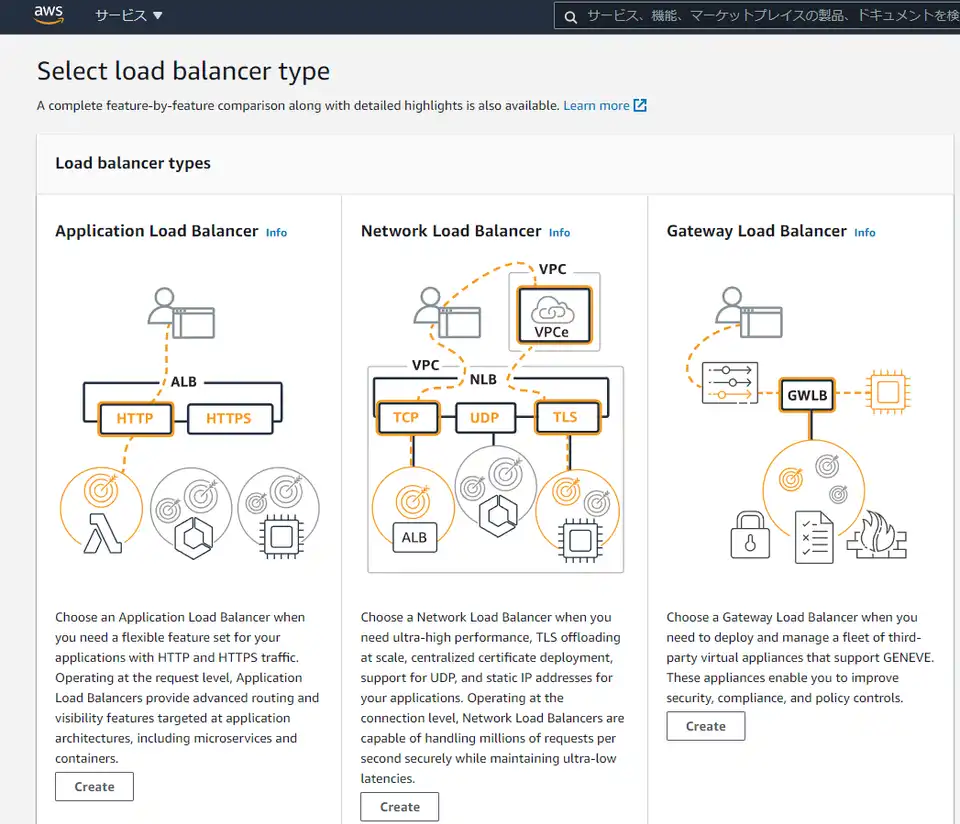 aws
サービス ▼
サービス、機能、マーケットプレイスの製品、ドキュメントを検
Select load balancer type
A complete feature-by-feature comparison along with detailed highlights is also available. Learn more
Load balancer types
Application Load Balancer Info
ALB
HTTP
HTTPS
Choose an Application Load Balancer when
you need a flexible feature set for your
applications with HTTP and HTTPS traffic.
Operating at the request level, Application
Load Balancers provide advanced routing and
visibility features targeted at application
architectures, including microservices and
containers.
Create
Network Load Balancer Info
VPC
VPCe
VPC
NLB
TCP
UDP
TLS
ALB
Choose a Network Load Balancer when you
need ultra-high performance, TLS offloading
at scale, centralized certificate deployment,
support for UDP, and static IP addresses for
your applications. Operating at the
connection level, Network Load Balancers are
capable of handling millions of requests per
second securely while maintaining ultra-low
latencies.
Create
Gateway Load Balancer Info
GWLB
Choose a Gateway Load Balancer when you
need to deploy and manage a fleet of third-
party virtual appliances that support GENEVE.
These appliances enable you to improve
security, compliance, and policy controls.
Create